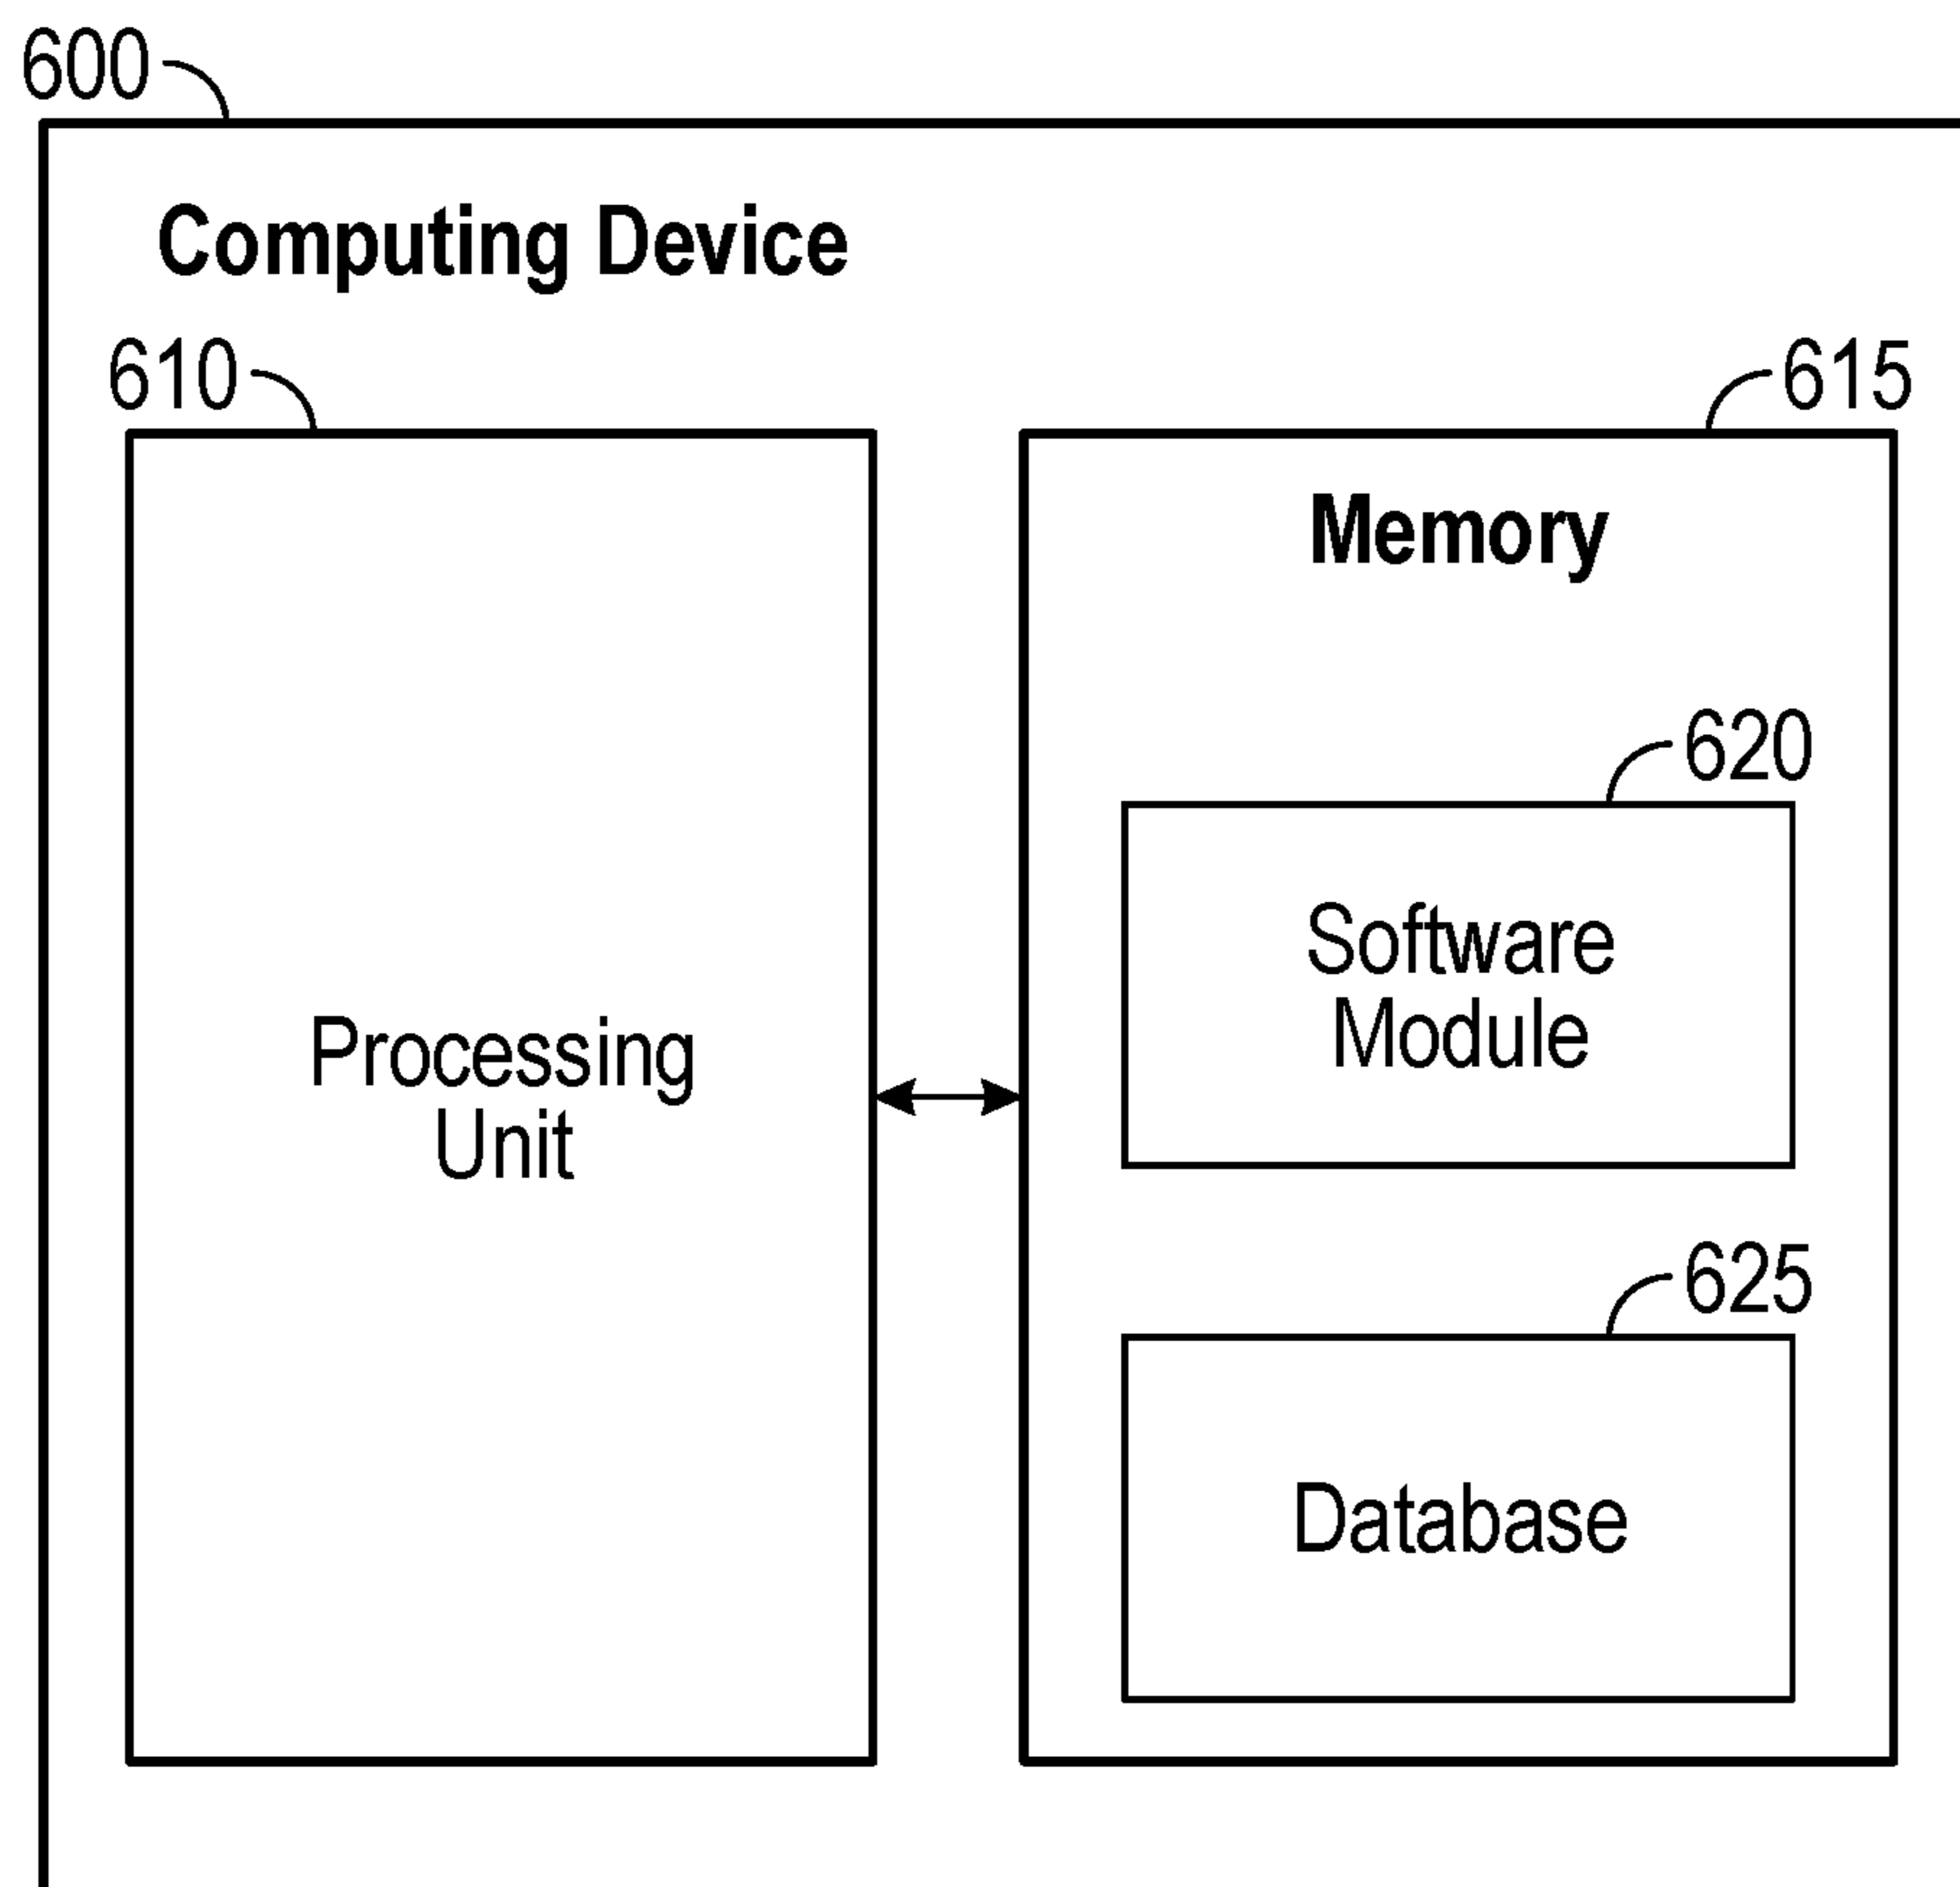 600
Computing Device
610
615
Memory
620
Software
Module
Processing
Unit
625
Database